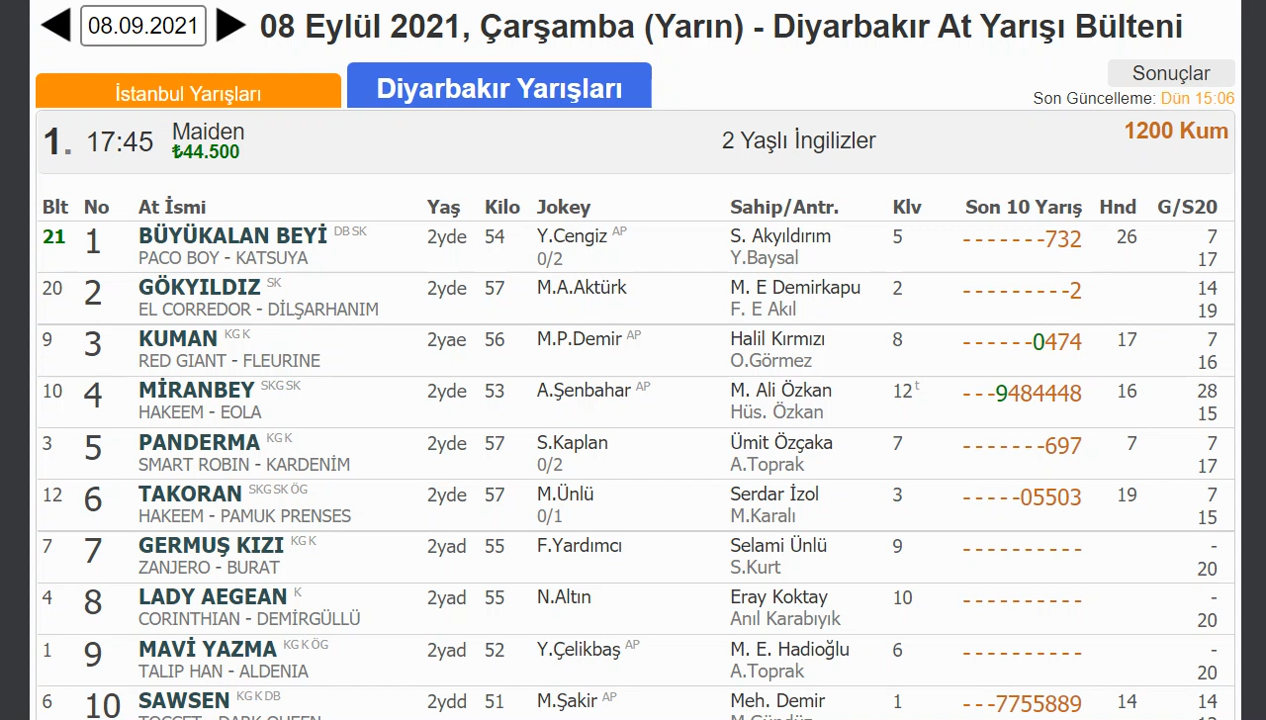 08.09.2021 08 Eylül 2021, Çarşamba (Yarın) - Diyarbakır At Yarışı Bülteni
İstanbul Yarışları Diyarbakır Yarışları Sonuçlar
Son Güncelleme: Dün 15:06
1. 17:45 Maiden 2 Yaşlı İngilizler 1200 Kum
₺44.500
Blt No At İsmi Yaş Kilo Jokey Sahip/Antr. Klv Son 10 Yarış Hnd G/S20
21 1 BÜYÜKALAN BEYİ DB SK 2yde 54 Y.Cengiz AP S. Akyıldırım 5 -------732 26 7
PACO BOY - KATSUYA 0/2 Y.Baysal 17
20 2 GÖKYILDIZ SK 2yde 57 M.A.Aktürk M. E Demirkapu 2 ---------2 14
EL CORREDOR - DİLŞARHANIM F. E Akıl 19
9 3 KUMAN KG K 2yae 56 M.P.Demir AP Halil Kırmızı 8 ------0474 17 7
RED GIANT - FLEURINE O.Görmez 16
10 4 MİRANBEY SKG SK 2yde 53 A.Şenbahar AP M. Ali Özkan 12 t ---9484448 16 28
HAKEEM - EOLA Hüs. Özkan 15
3 5 PANDERMA KG K 2yde 57 S.Kaplan Ümit Özçaka 7 -------697 7 7
SMART ROBIN - KARDENİM 0/2 A.Toprak 17
12 6 TAKORAN SKG SK ÖG 2yde 57 M.Ünlü Serdar İzol 3 -----05503 19 7
HAKEEM - PAMUK PRENSES 0/1 M.Karalı 15
7 7 GERMUŞ KIZI KG K 2yad 55 F.Yardımcı Selami Ünlü 9 ---------- -
ZANJERO - BURAT S.Kurt 20
4 8 LADY AEGEAN K 2yad 55 N.Altın Eray Koktay 10 ---------- -
CORINTHIAN - DEMİRGÜLLÜ Anıl Karabıyık 20
1 9 MAVİ YAZMA KG K ÖG 2yad 52 Y.Çelikbaş AP M. E. Hadioğlu 6 ---------- -
TALIP HAN - ALDENIA A.Toprak 20
6 10 SAWSEN KG K DB 2ydd 51 M.Şakir AP Meh. Demir 1 ---7755889 14 14